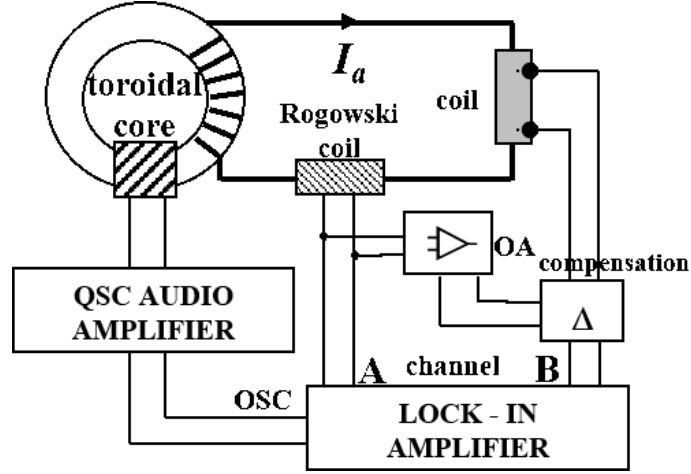 toroidal
core
I_a
Rogowski
coil
coil
OA
compensation
Δ
QSC AUDIO
AMPLIFIER
A
channel
B
OSC
LOCK - IN
AMPLIFIER